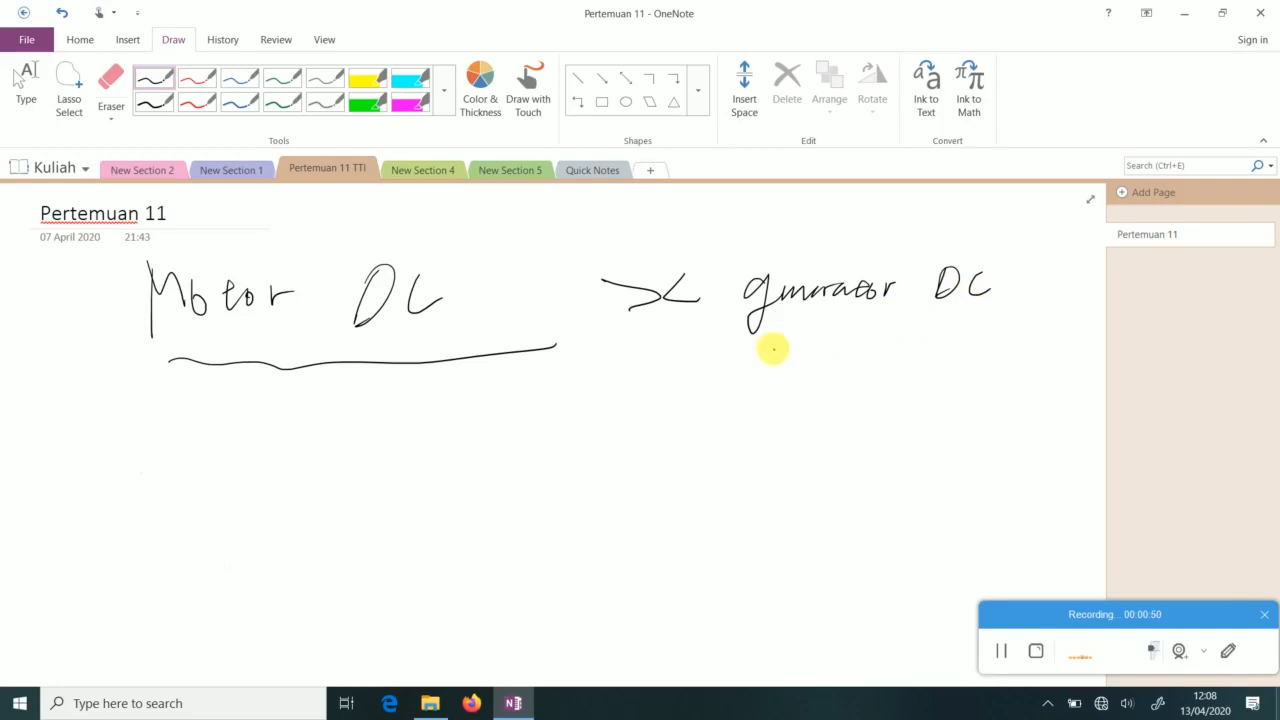 Pertemuan 11 - OneNote
File Home Insert Draw History Review View Sign in
Type
Lasso Select
Eraser
Color & Thickness
Draw with Touch
Insert Space
Delete
Arrange
Rotate
Ink to Text
Ink to Math
Tools Shapes Edit Convert
Kuliah New Section 2 New Section 1 Pertemuan 11 TTI New Section 4 New Section 5 Quick Notes Search (Ctrl+E)
Add Page
Pertemuan 11
Pertemuan 11
07 April 2020 21:43
Motor DC >< generator DC
Recording... 00:00:50
Type here to search
12:08
13/04/2020